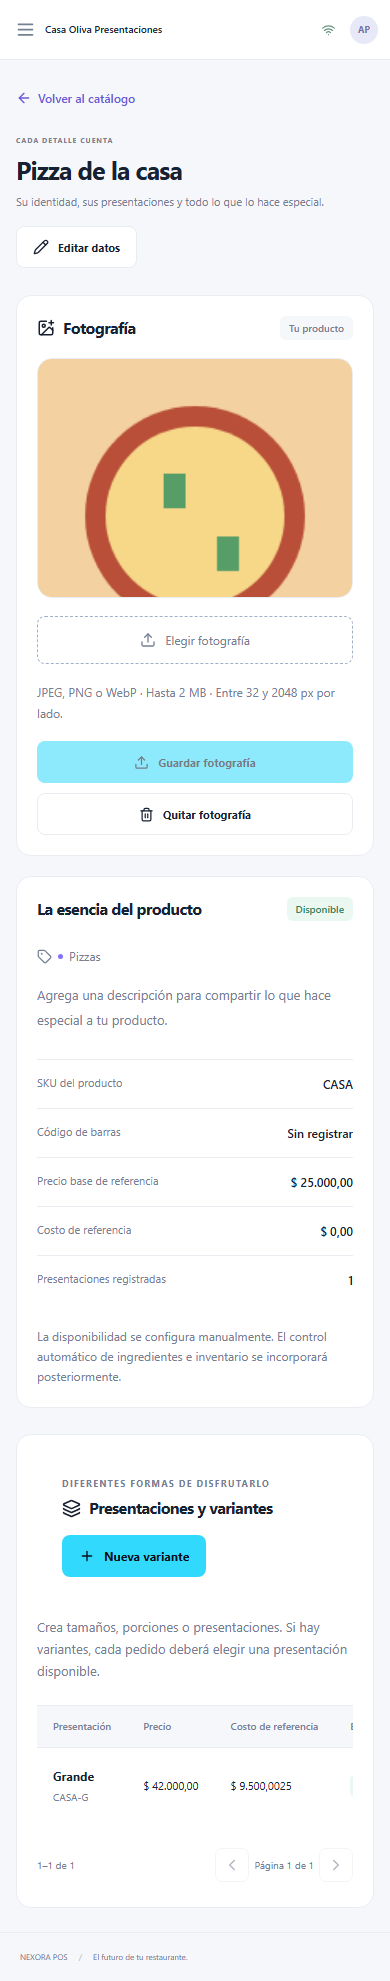 Casa Oliva Presentaciones
AP
Volver al catálogo
CADA DETALLE CUENTA
Pizza de la casa
Su identidad, sus presentaciones y todo lo que lo hace especial.
Editar datos
Fotografía
Tu producto
Elegir fotografía
JPEG, PNG o WebP · Hasta 2 MB · Entre 32 y 2048 px por
lado.
Guardar fotografía
Quitar fotografía
La esencia del producto
Disponible
Pizzas
Agrega una descripción para compartir lo que hace
especial a tu producto.
SKU del producto
CASA
Código de barras
Sin registrar
Precio base de referencia
$ 25.000,00
Costo de referencia
$ 0,00
Presentaciones registradas
1
La disponibilidad se configura manualmente. El control
automático de ingredientes e inventario se incorporará
posteriormente.
DIFERENTES FORMAS DE DISFRUTARLO
Presentaciones y variantes
Nueva variante
Crea tamaños, porciones o presentaciones. Si hay
variantes, cada pedido deberá elegir una presentación
disponible.
Presentación Precio Costo de referencia
Grande
CASA-G
$ 42.000,00
$ 9.500,0025
1–1 de 1
Página 1 de 1
NEXORA POS / El futuro de tu restaurante.